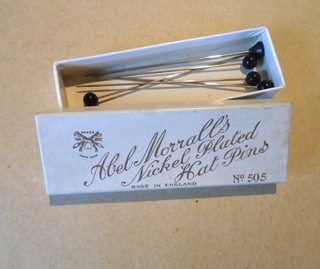 Abel Morrall's
Nickel Plated
Hat Pins
MADE IN ENGLAND
No 505